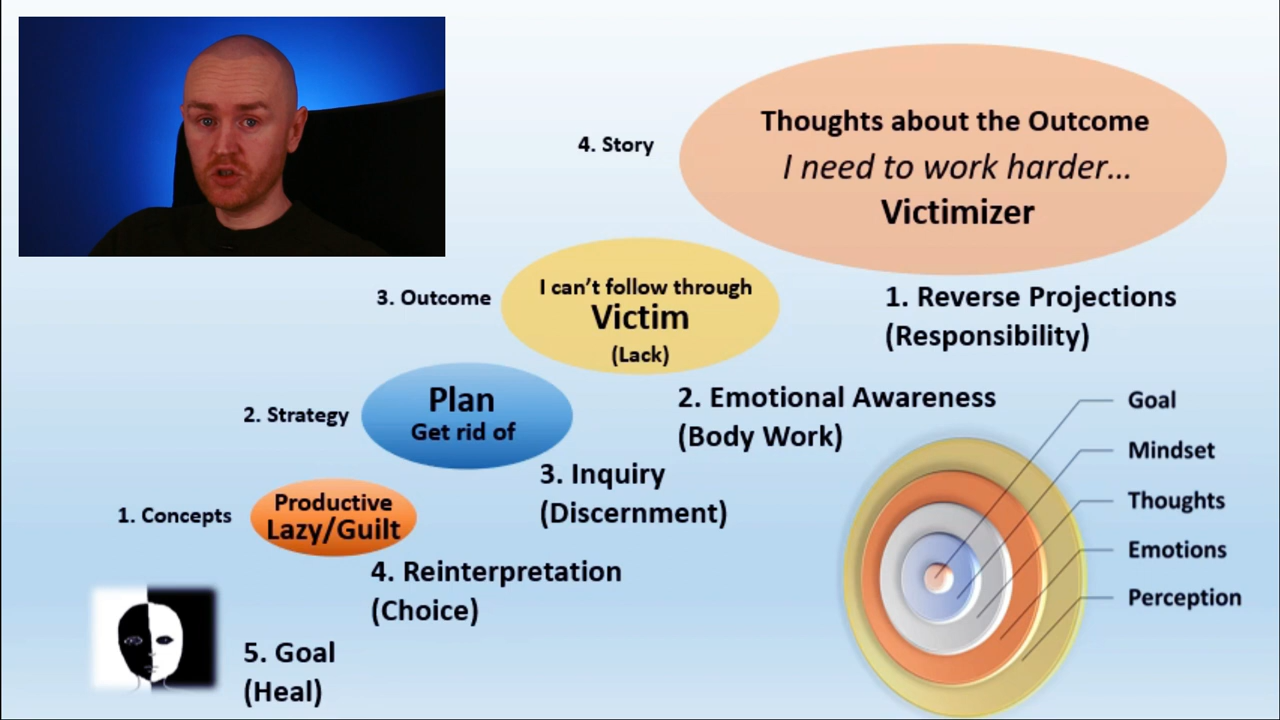 4. Story
Thoughts about the Outcome
I need to work harder...
Victimizer
3. Outcome
I can't follow through
Victim
(Lack)
1. Reverse Projections
(Responsibility)
2. Strategy
Plan
Get rid of
2. Emotional Awareness
(Body Work)
1. Concepts
Productive
Lazy/Guilt
3. Inquiry
(Discernment)
4. Reinterpretation
(Choice)
5. Goal
(Heal)
Goal
Mindset
Thoughts
Emotions
Perception